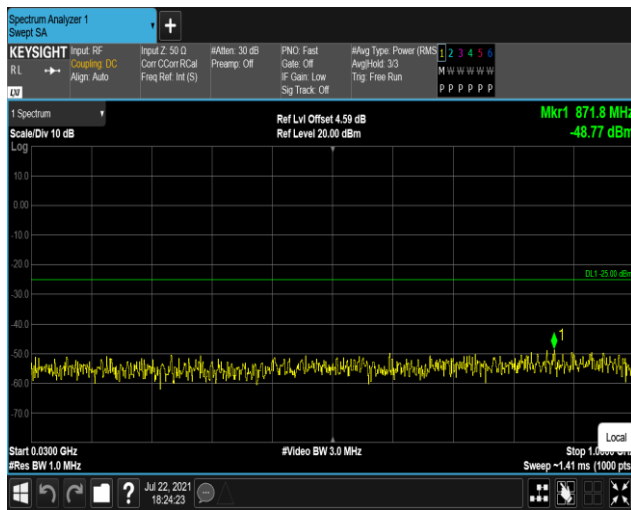 Spectrum Analyzer 1
Swept SA
+
KEYSIGHT Input: RF Input Z: 50 Ω #Atten: 30 dB PNO: Fast #Avg Type: Power (RMS 1 2 3 4 5 6
RL Coupling: DC Corr CCorr RCal Preamp: Off Gate: Off Avg|Hold: 3/3 M W W W W W
Align: Auto Freq Ref: Int (S) IF Gain: Low Trig: Free Run
Sig Track: Off P P P P P P
1 Spectrum
Ref Lvl Offset 4.59 dB Mkr1 871.8 MHz
Scale/Div 10 dB Ref Level 20.00 dBm -48.77 dBm
Log
10.0
0.00
-10.0
-20.0
DL1 -25.00 dBm
-30.0
-40.0
1
-50.0
-60.0
-70.0
Local
Start 0.0300 GHz #Video BW 3.0 MHz Stop
#Res BW 1.0 MHz Sweep ~1.41 ms (1000 pts
? Jul 22, 2021
18:24:23